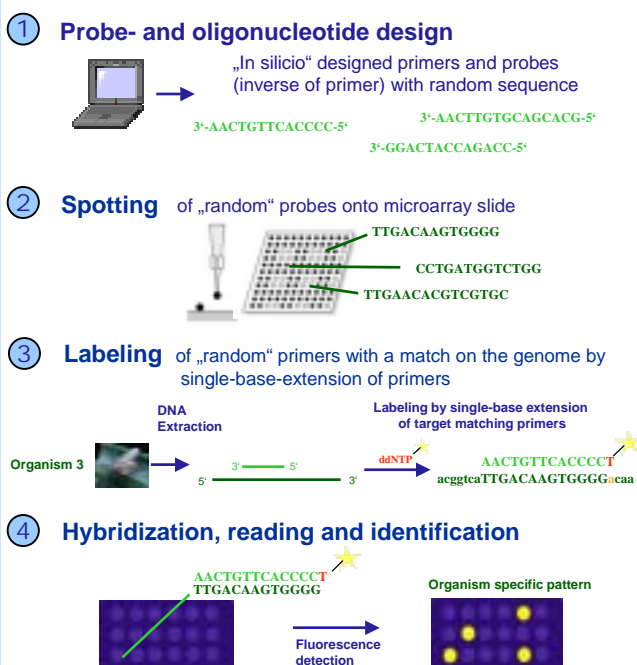 1 Probe- and oligonucleotide design
„In silicio“ designed primers and probes
(inverse of primer) with random sequence
3‘-AACTGTTCACCCC-5‘
3‘-AACTTGTGCAGCACG-5‘
3‘-GGACTACCAGACC-5‘
2 Spotting of „random“ probes onto microarray slide
TTGACAAGTGGGG
CCTGATGGTCTGG
TTGAACACGTCGTGC
3 Labeling of „random“ primers with a match on the genome by
single-base-extension of primers
DNA
Extraction
Labeling by single-base extension
of target matching primers
Organism 3
3‘ 5‘
5‘ 3‘
ddNTP
AACTGTTCACCCCT
acggtcaTTGACAAGTGGGGacaa
4 Hybridization, reading and identification
AACTGTTCACCCCT
TTGACAAGTGGGG
Organism specific pattern
Fluorescence
detection